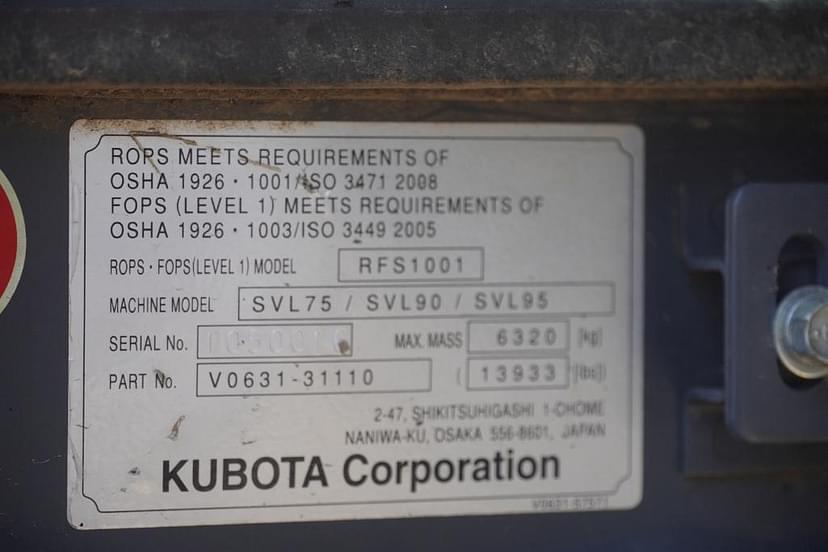 ROPS MEETS REQUIREMENTS OF
OSHA 1926・1001/ISO 3471 2008
FOPS (LEVEL 1) MEETS REQUIREMENTS OF
OSHA 1926・1003/ISO 3449 2005
ROPS・FOPS(LEVEL 1) MODEL RFS1001
MACHINE MODEL SVL75 / SVL90 / SVL95
SERIAL No. MAX. MASS 6320 [kg]
PART No. V0631-31110 (13933 [lbs])
2-47, SHIKITSUHIGASHI 1-CHOME
NANIWA-KU, OSAKA 556-8601, JAPAN
KUBOTA Corporation